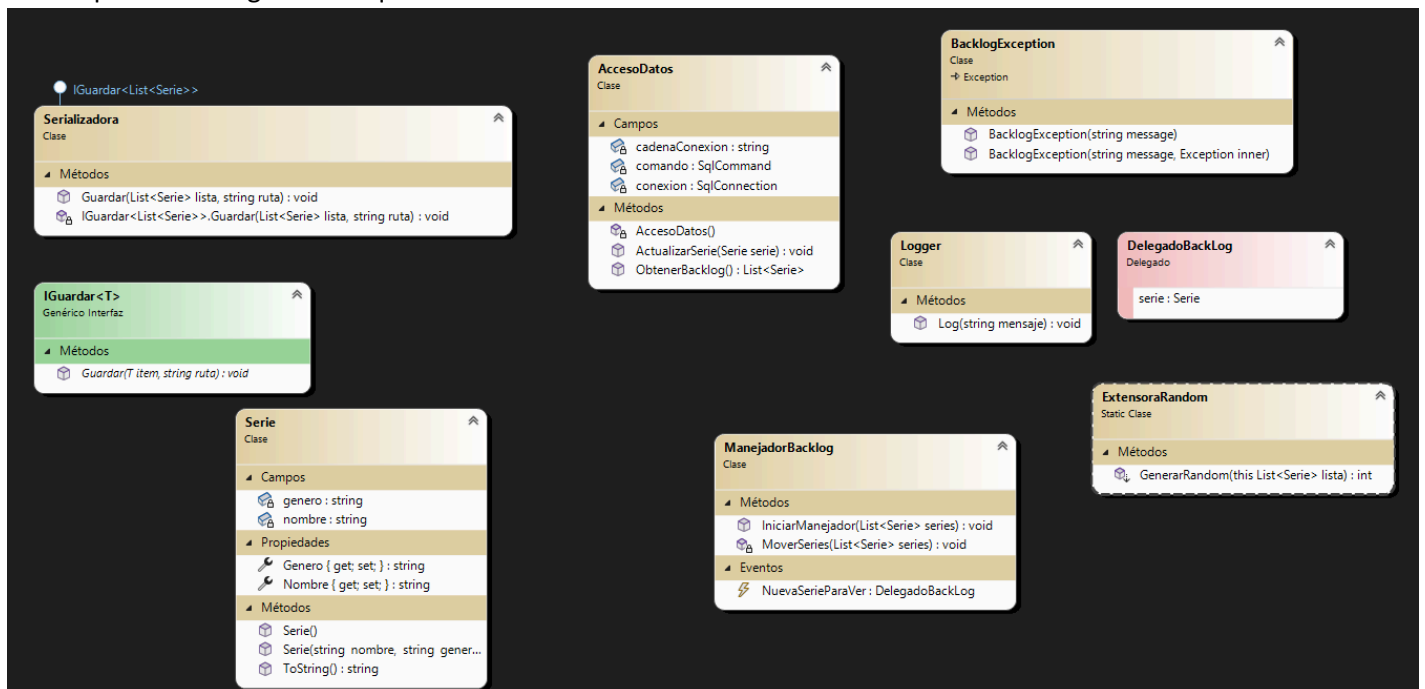 IGuardar<List<Serie>>
Serializadora
Clase
Métodos
Guardar(List<Serie> lista, string ruta) : void
IGuardar<List<Serie>>.Guardar(List<Serie> lista, string ruta) : void
IGuardar<T>
Genérico Interfaz
Métodos
Guardar(T item, string ruta) : void
Serie
Clase
Campos
genero : string
nombre : string
Propiedades
Genero { get; set; } : string
Nombre { get; set; } : string
Métodos
Serie()
Serie(string nombre, string gener...
ToString() : string
AccesoDatos
Clase
Campos
cadenaConexion : string
comando : SqlCommand
conexion : SqlConnection
Métodos
AccesoDatos()
ActualizarSerie(Serie serie) : void
ObtenerBacklog() : List<Serie>
BacklogException
Clase
Exception
Métodos
BacklogException(string message)
BacklogException(string message, Exception inner)
Logger
Clase
Métodos
Log(string mensaje) : void
DelegadoBackLog
Delegado
serie : Serie
ManejadorBacklog
Clase
Métodos
IniciarManejador(List<Serie> series) : void
MoverSeries(List<Serie> series) : void
Eventos
NuevaSerieParaVer : DelegadoBackLog
ExtensoraRandom
Static Clase
Métodos
GenerarRandom(this List<Serie> lista) : int